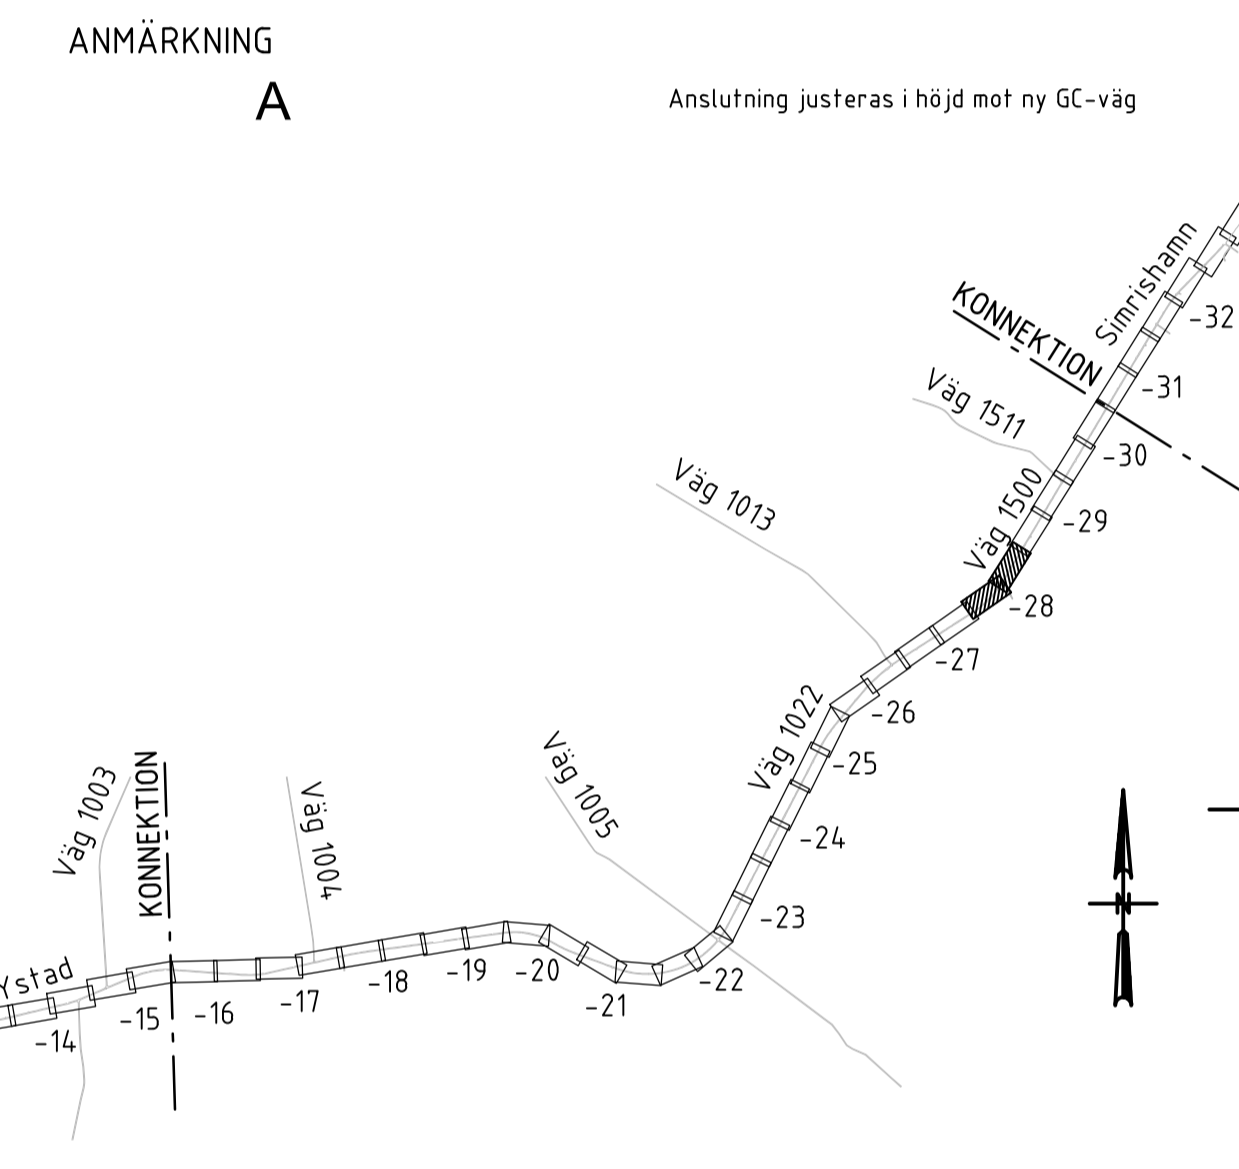 ANMÄRKNING
A
Anslutning justeras i höjd mot ny GC-väg
Simrishamn
KONNEKTION
-32
-31
Väg 1511
-30
Väg 1013
Väg 1500
-29
-28
-27
Väg 1022
-26
-25
Väg 1005
-24
Väg 1003
KONNEKTION
Väg 1004
-23
N
Ystad
-22
-21
-20
-19
-18
-17
-16
-15
-14